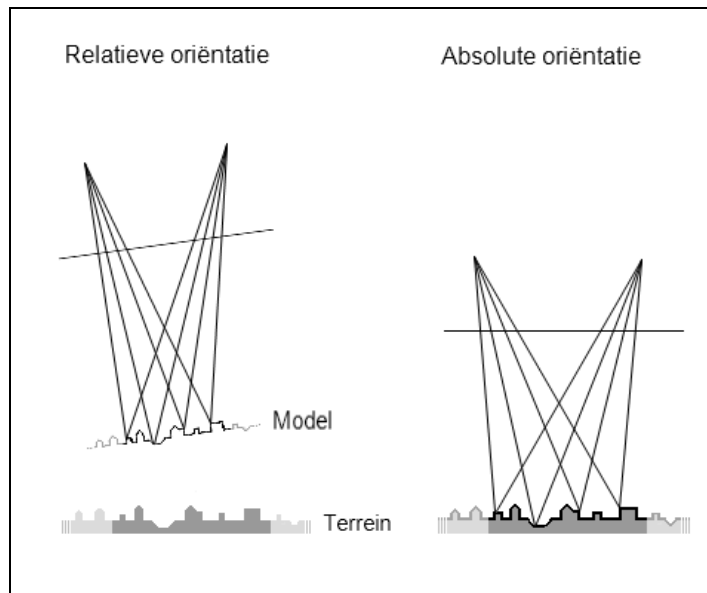 Relatieve oriëntatie
Absolute oriëntatie
Model
Terrein